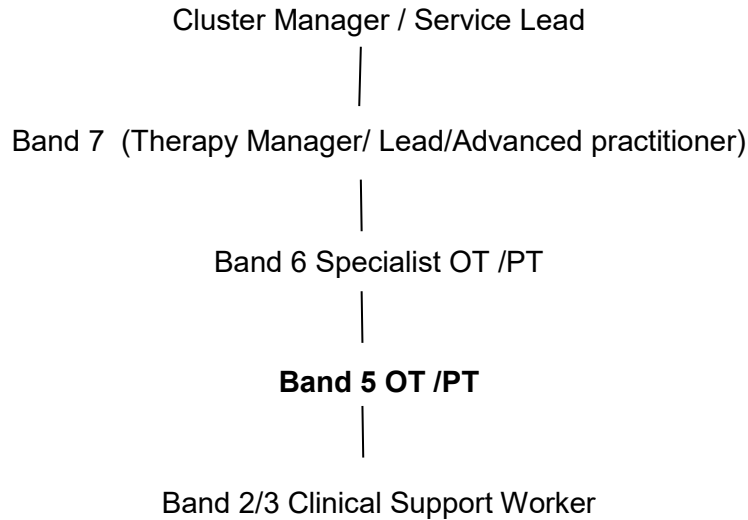 Cluster Manager / Service Lead
Band 7  (Therapy Manager/ Lead/Advanced practitioner)
Band 6 Specialist OT /PT
Band 5 OT /PT
Band 2/3 Clinical Support Worker